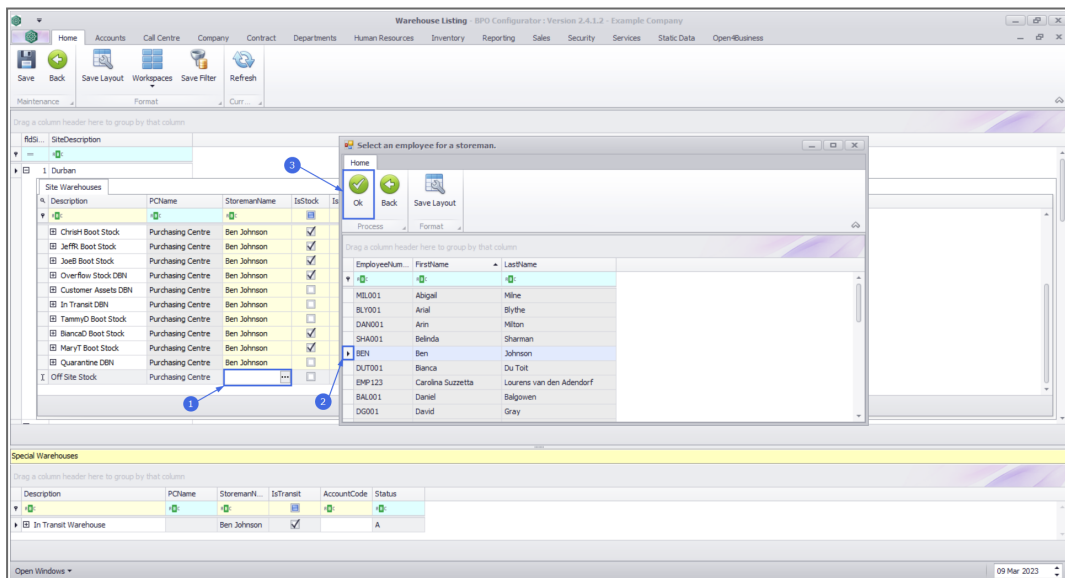 Warehouse Listing - BPO Configurator : Version 2.4.1.2 - Example Company
Home Accounts Call Centre Company Contract Departments Human Resources Inventory Reporting Sales Security Services Static Data Open4Business
Save Back Save Layout Workspaces Save Filter Refresh
Maintenance Format Curr...
Drag a column header here to group by that column
fldSi... SiteDescription
1 Durban
Site Warehouses
Description PCName StoremanName IsStock Is
ChrisH Boot Stock Purchasing Centre Ben Johnson
JeffR Boot Stock Purchasing Centre Ben Johnson
JoeB Boot Stock Purchasing Centre Ben Johnson
Overflow Stock DBN Purchasing Centre Ben Johnson
Customer Assets DBN Purchasing Centre Ben Johnson
In Transit DBN Purchasing Centre Ben Johnson
TammyD Boot Stock Purchasing Centre Ben Johnson
BiancaD Boot Stock Purchasing Centre Ben Johnson
MaryT Boot Stock Purchasing Centre Ben Johnson
Quarantine DBN Purchasing Centre Ben Johnson
Off Site Stock Purchasing Centre ...
1
2
3
Select an employee for a storeman.
Home
Ok Back Save Layout
Process Format
Drag a column header here to group by that column
EmployeeNum... FirstName LastName
MIL001 Abigail Milne
BLY001 Arial Blythe
DAN001 Arin Milton
SHA001 Belinda Sharman
BEN Ben Johnson
DUT001 Bianca Du Toit
EMP123 Carolina Suzzetta Lourens van den Adendorf
BAL001 Daniel Balgowen
DG001 David Gray
Special Warehouses
Drag a column header here to group by that column
Description PCName StoremanN... IsTransit AccountCode Status
In Transit Warehouse Ben Johnson A
Open Windows 09 Mar 2023